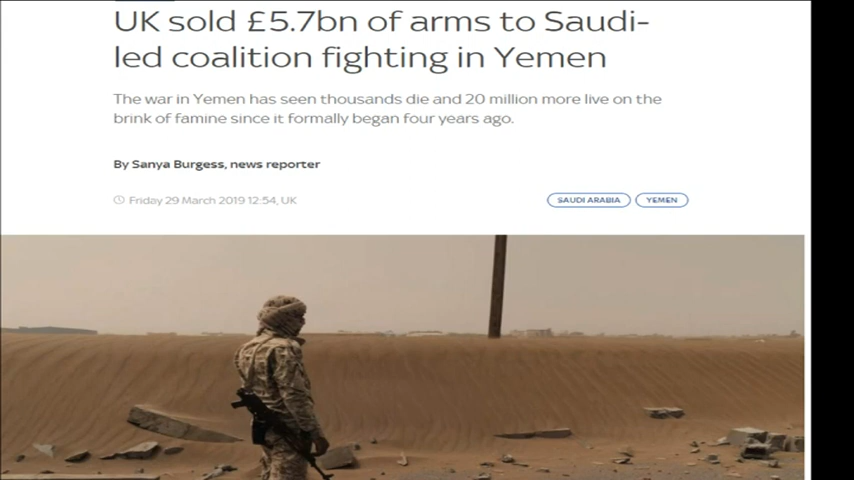 UK sold £5.7bn of arms to Saudi-
led coalition fighting in Yemen
The war in Yemen has seen thousands die and 20 million more live on the
brink of famine since it formally began four years ago.
By Sanya Burgess, news reporter
Friday 29 March 2019 12:54, UK
SAUDI ARABIA YEMEN